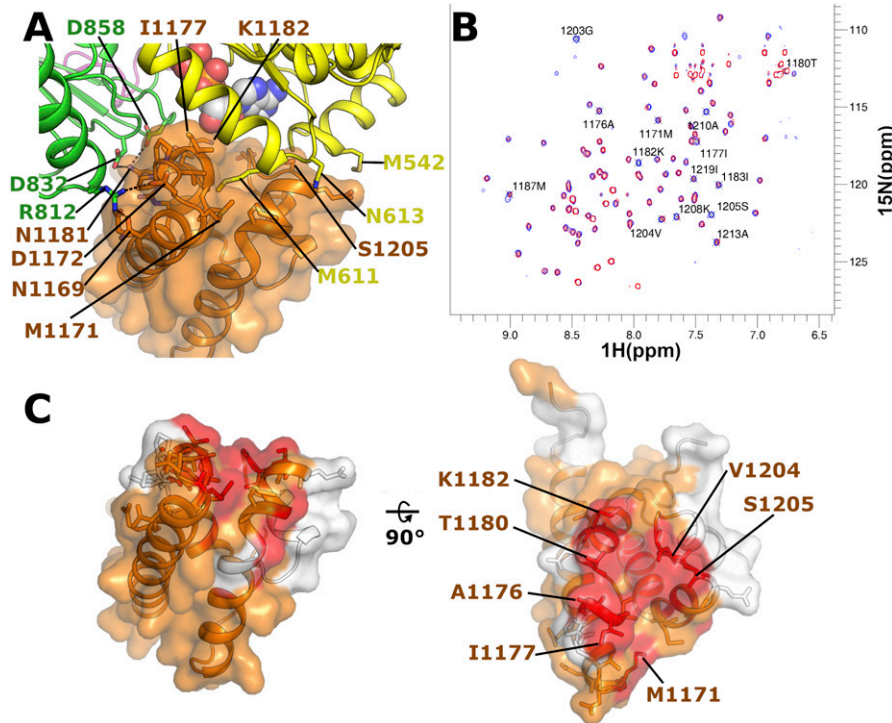 A
D858
I1177
K1182
D832
R812
N1181
D1172
N1169
M1171
M542
N613
S1205
M611
B
1203G
1180T
1176A
1171M
1210A
1177I
1182K
1219I
1183I
1187M
1208K
1205S
1204V
1213A
110
115
120
125
15N(ppm)
9.0
8.5
8.0
7.5
7.0
6.5
1H(ppm)
C
90°
K1182
T1180
A1176
I1177
V1204
S1205
M1171